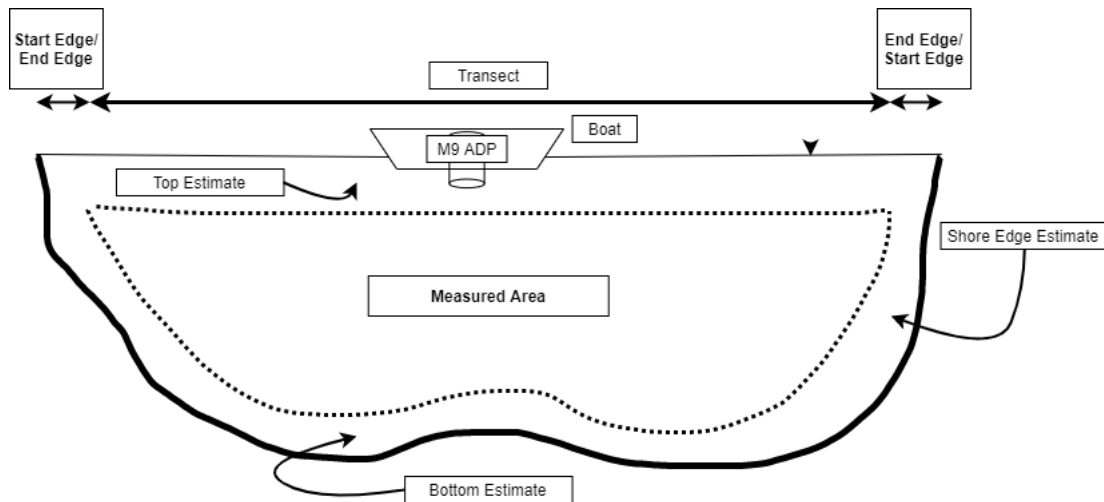 Start Edge/
End Edge
End Edge/
Start Edge
Transect
Boat
M9 ADP
Top Estimate
Shore Edge Estimate
Measured Area
Bottom Estimate